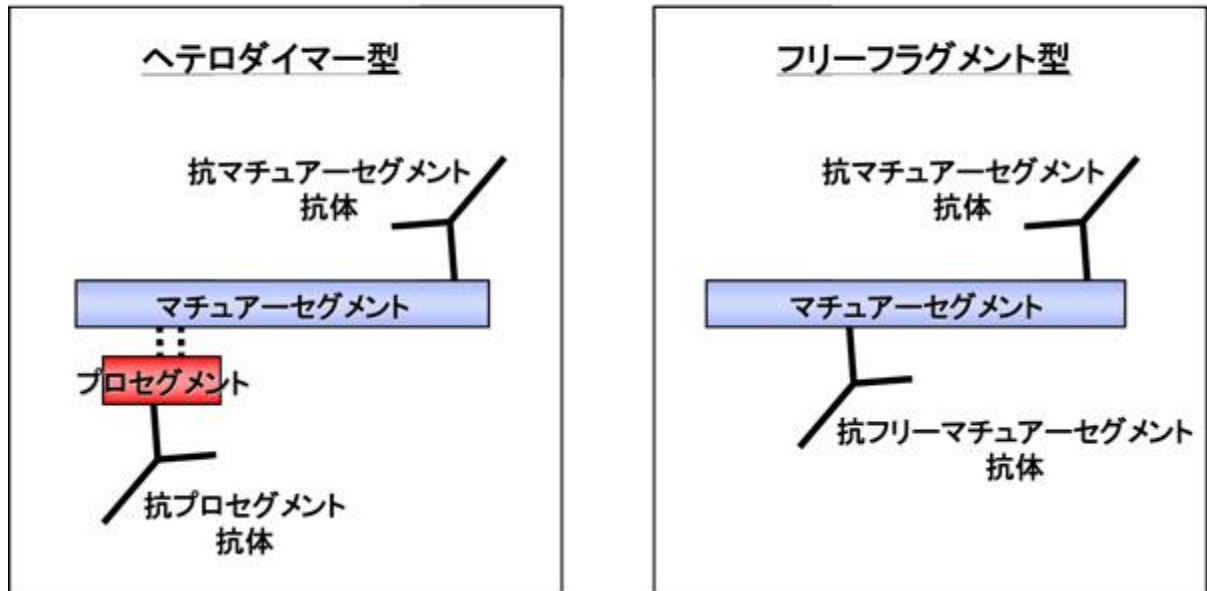 ヘテロダイマー型
抗マチュアーセグメント
抗体
マチュアーセグメント
プロセグメント
抗プロセグメント
抗体
フリーフラグメント型
抗マチュアーセグメント
抗体
マチュアーセグメント
抗フリーマチュアーセグメント
抗体